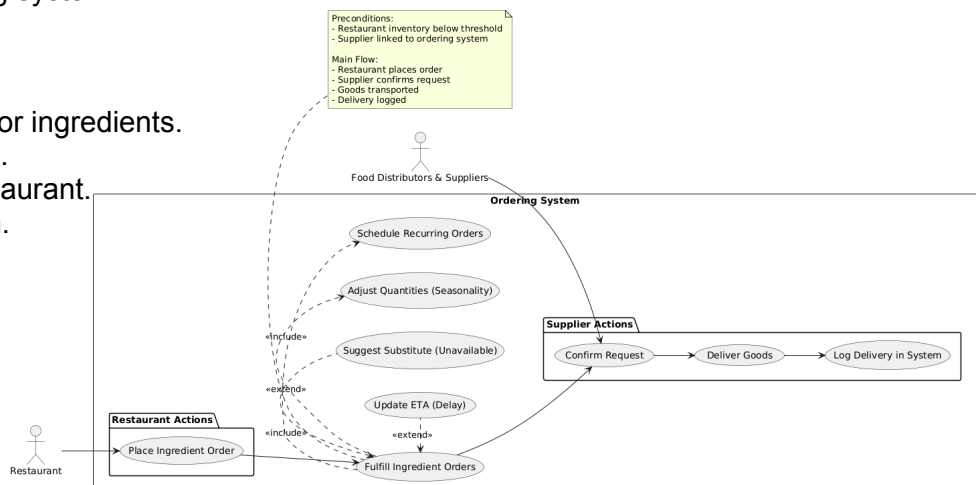 Preconditions:
- Restaurant inventory below threshold
- Supplier linked to ordering system
Main Flow:
- Restaurant places order
- Supplier confirms request
- Goods transported
- Delivery logged
or ingredients.
aurant.
Food Distributors & Suppliers
Ordering System
Schedule Recurring Orders
Adjust Quantities (Seasonality)
Supplier Actions
«include»
Suggest Substitute (Unavailable)
Confirm Request
Deliver Goods
Log Delivery in System
«extend»
Update ETA (Delay)
Restaurant Actions
«include»
«extend»
Place Ingredient Order
Fulfill Ingredient Orders
Restaurant